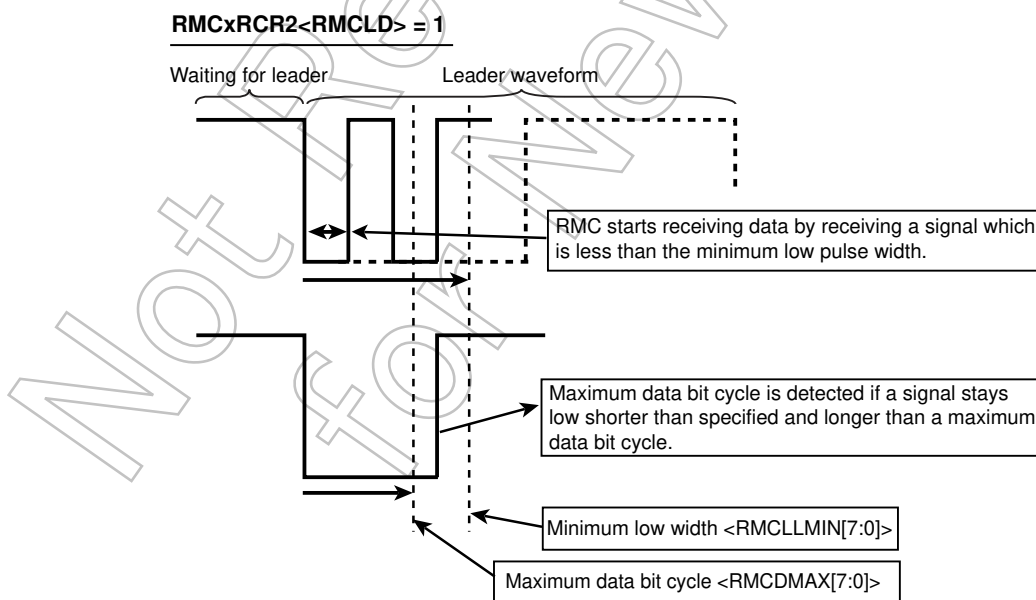 RMCxRCR2<RMCLD> = 1
Waiting for leader
Leader waveform
RMC starts receiving data by receiving a signal which
is less than the minimum low pulse width.
Maximum data bit cycle is detected if a signal stays
low shorter than specified and longer than a maximum
data bit cycle.
Minimum low width <RMCLLMIN[7:0]>
Maximum data bit cycle <RMCDMAX[7:0]>